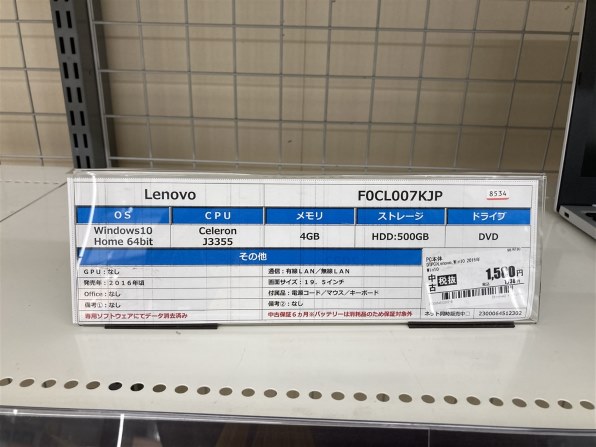 Lenovo F0CL007KJP 8534
OS CPU メモリ ストレージ ドライブ
Windows10 Home 64bit Celeron J3355 4GB HDD:500GB DVD
その他
GPU:なし 通信:有線LAN/無線LAN
発売年:2016年頃 画面サイズ:19.5インチ
Office:なし 付属品:電源コード/マウス/キーボード
備考①:なし 備考②:なし
専用ソフトウェアにてデータ消去済み 中古保証6ヵ月※バッテリーは消耗品のため保証対象外
PC本体
中古 税抜 円
ネット同時販売中 2300064512302